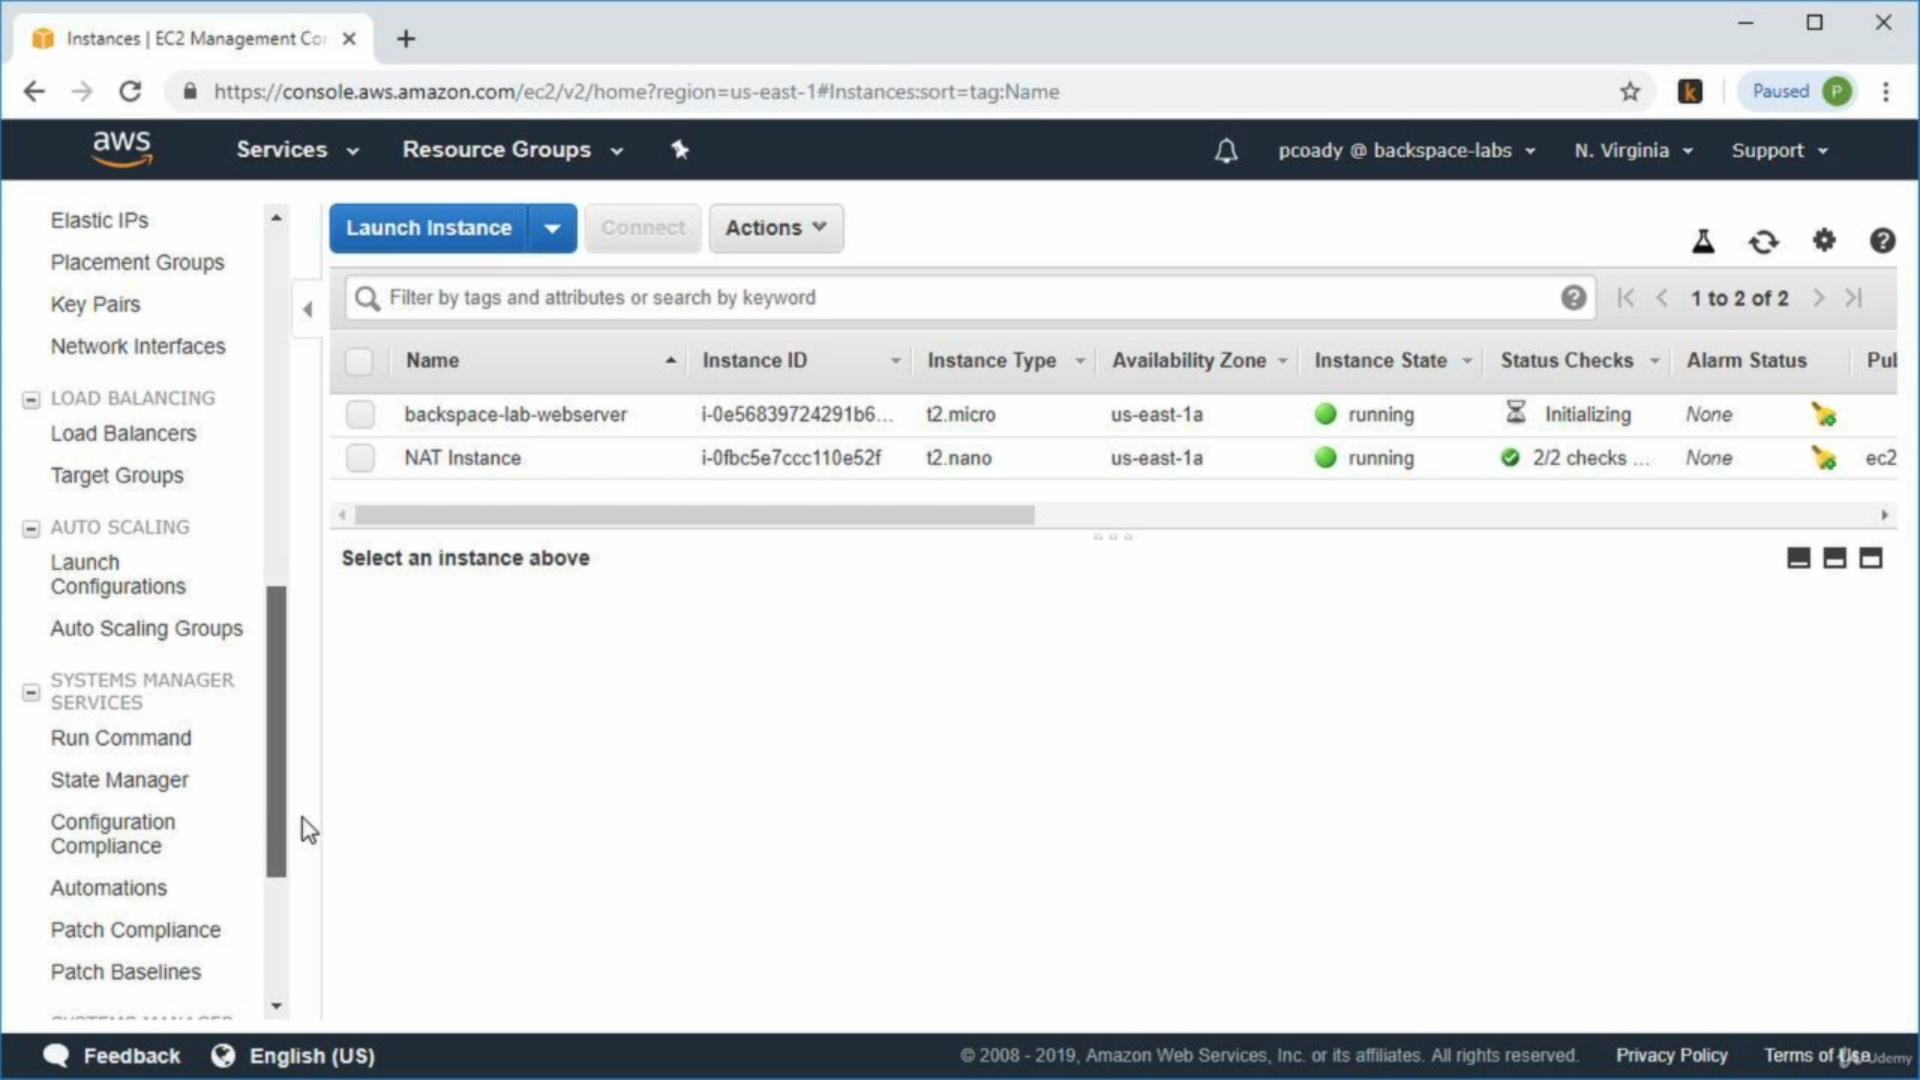 Instances | EC2 Management Cor
https://console.aws.amazon.com/ec2/v2/home?region=us-east-1#Instances:sort=tag:Name
k
Paused
P
aws
Services
Resource Groups
pcoady @ backspace-labs
N. Virginia
Support
Elastic IPs
Placement Groups
Key Pairs
Network Interfaces
LOAD BALANCING
Load Balancers
Target Groups
AUTO SCALING
Launch
Configurations
Auto Scaling Groups
SYSTEMS MANAGER
SERVICES
Run Command
State Manager
Configuration
Compliance
Automations
Patch Compliance
Patch Baselines
Launch Instance
Connect
Actions
Filter by tags and attributes or search by keyword
1 to 2 of 2
Name Instance ID Instance Type Availability Zone Instance State Status Checks Alarm Status Pul
backspace-lab-webserver i-0e56839724291b6... t2.micro us-east-1a running Initializing None
NAT Instance i-0fbc5e7ccc110e52f t2.nano us-east-1a running 2/2 checks ... None ec2
Select an instance above
Feedback
English (US)
© 2008 - 2019, Amazon Web Services, Inc. or its affiliates. All rights reserved.
Privacy Policy
Terms of Use
Udemy